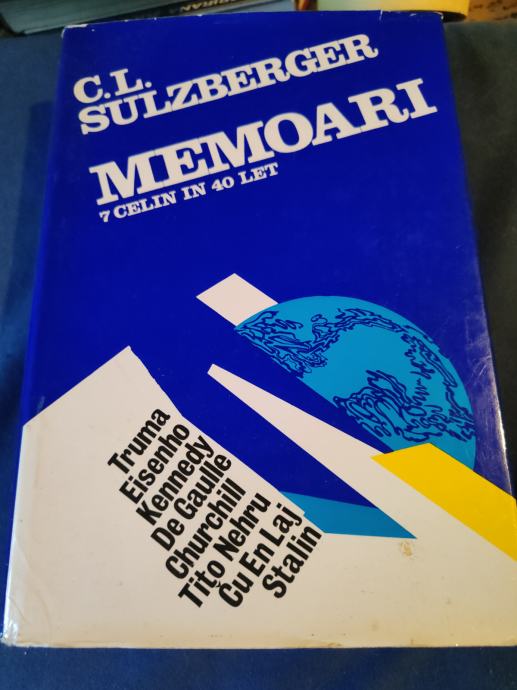 C.L.
SULZBERGER
MEMOARI
7 CELIN IN 40 LET
Truma
Eisenho
Kennedy
De Gaulle
Churchill
Tito Nehru
Ču En Laj
Stalin